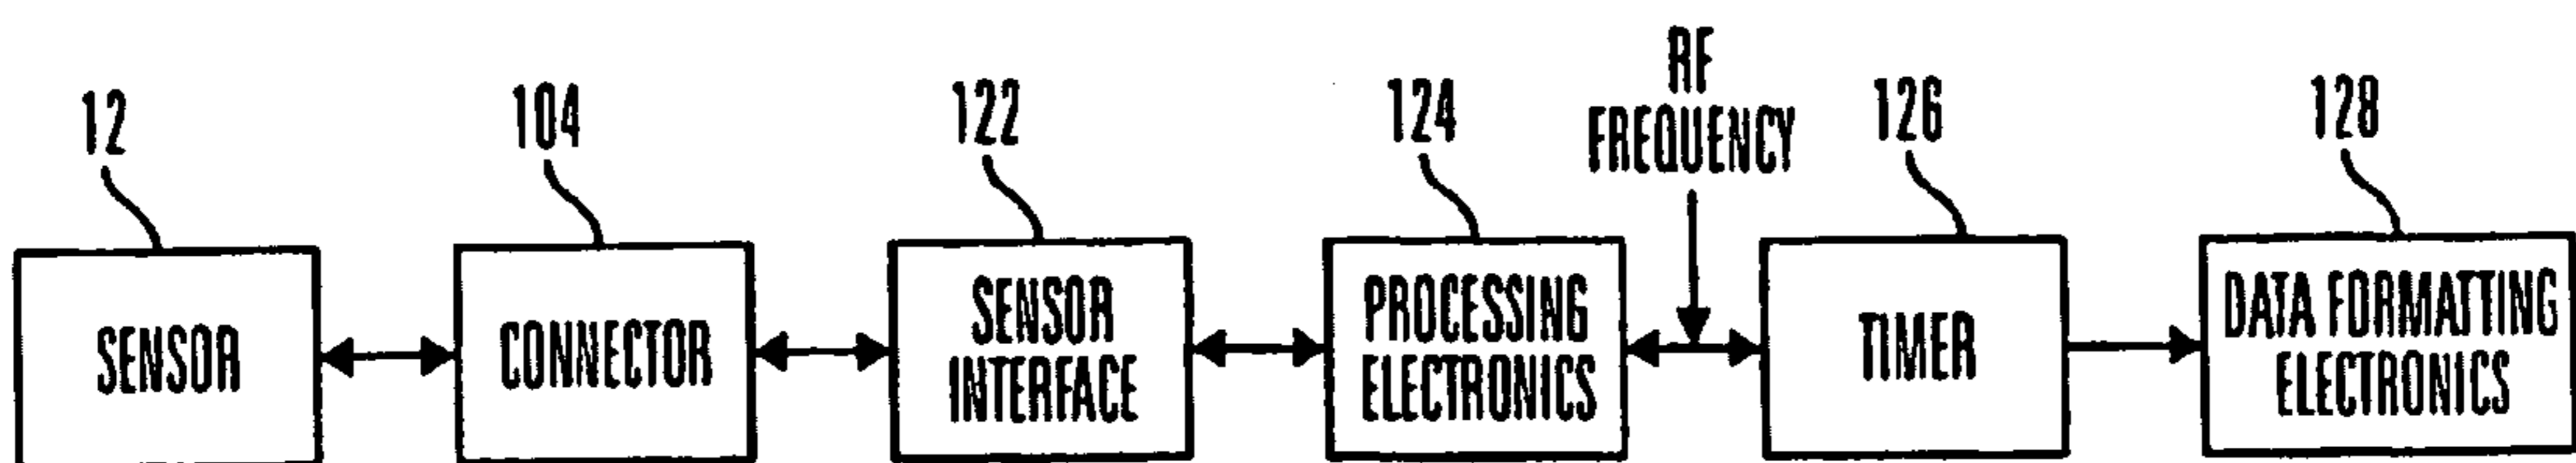 12
104
122
124
RF
FREQUENCY
126
128
SENSOR
CONNECTOR
SENSOR
INTERFACE
PROCESSING
ELECTRONICS
TIMER
DATA FORMATTING
ELECTRONICS